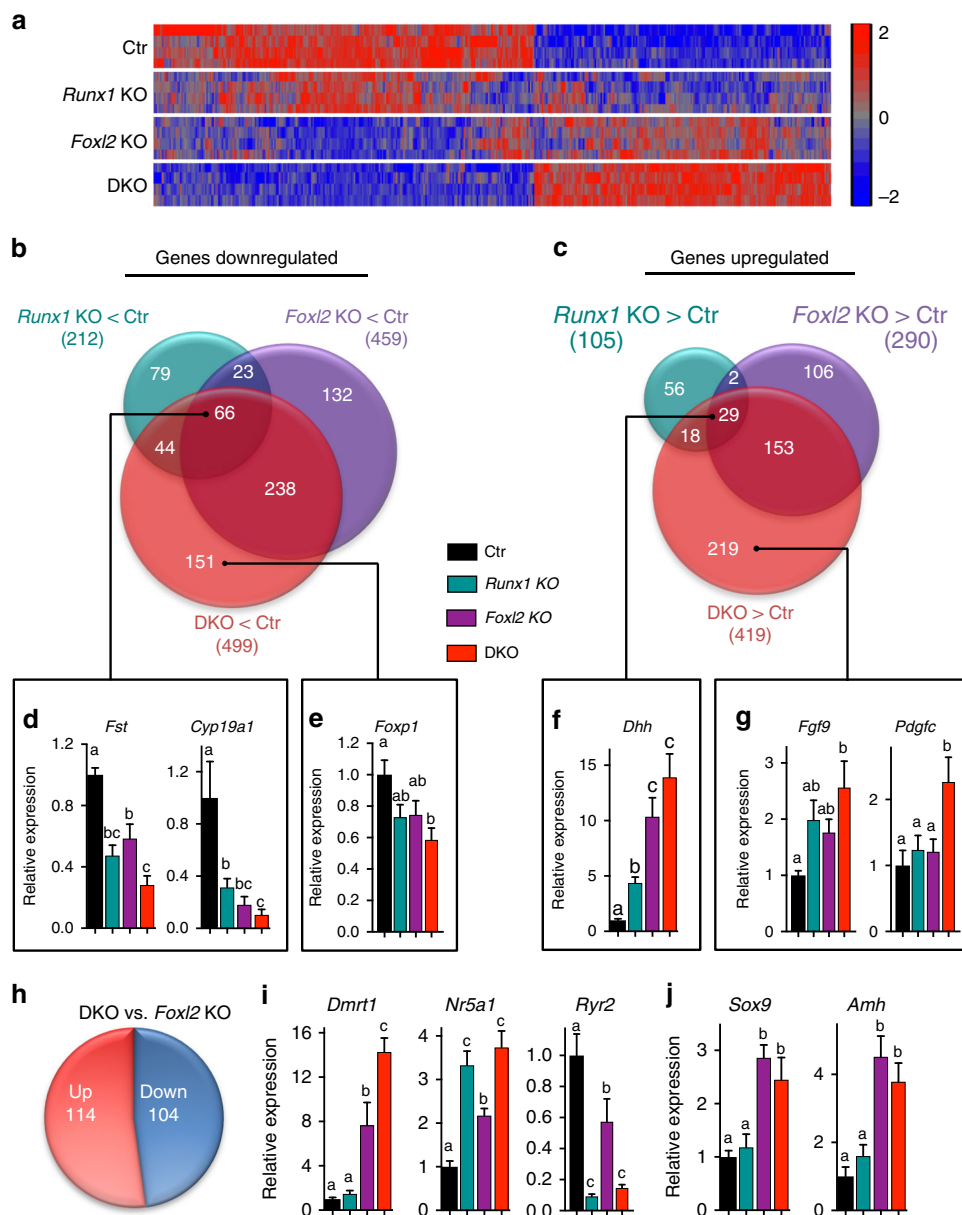 a
Ctr
Runx1 KO
Foxl2 KO
DKO
2
0
–2
b
Genes downregulated
Runx1 KO < Ctr
(212)
Foxl2 KO < Ctr
(459)
79
23
132
66
44
238
151
DKO < Ctr
(499)
c
Genes upregulated
Runx1 KO > Ctr
(105)
Foxl2 KO > Ctr
(290)
56
2
106
29
18
153
219
DKO > Ctr
(419)
Ctr
Runx1 KO
Foxl2 KO
DKO
d
Fst
Relative expression
1.2
0.8
0.4
0.0
a
bc
b
c
Cyp19a1
1.2
0.8
0.4
0.0
a
b
bc
c
e
Foxp1
Relative expression
1.2
1.0
0.8
0.6
0.4
0.2
0.0
a
ab
ab
b
f
Dhh
Relative expression
15
10
5
0
a
b
c
c
g
Fgf9
Relative expression
3
2
1
0
a
ab
ab
b
Pdgfc
2
1
0
a
a
a
b
h
DKO vs. Foxl2 KO
Up
114
Down
104
i
Dmrt1
Relative expression
16
12
8
4
0
a
a
b
c
Nr5a1
4
3
2
1
0
a
c
b
c
Ryr2
1.0
0.8
0.6
0.4
0.2
0.0
a
c
b
c
j
Sox9
Relative expression
3
2
1
0
a
a
b
b
Amh
4
2
0
a
a
b
b